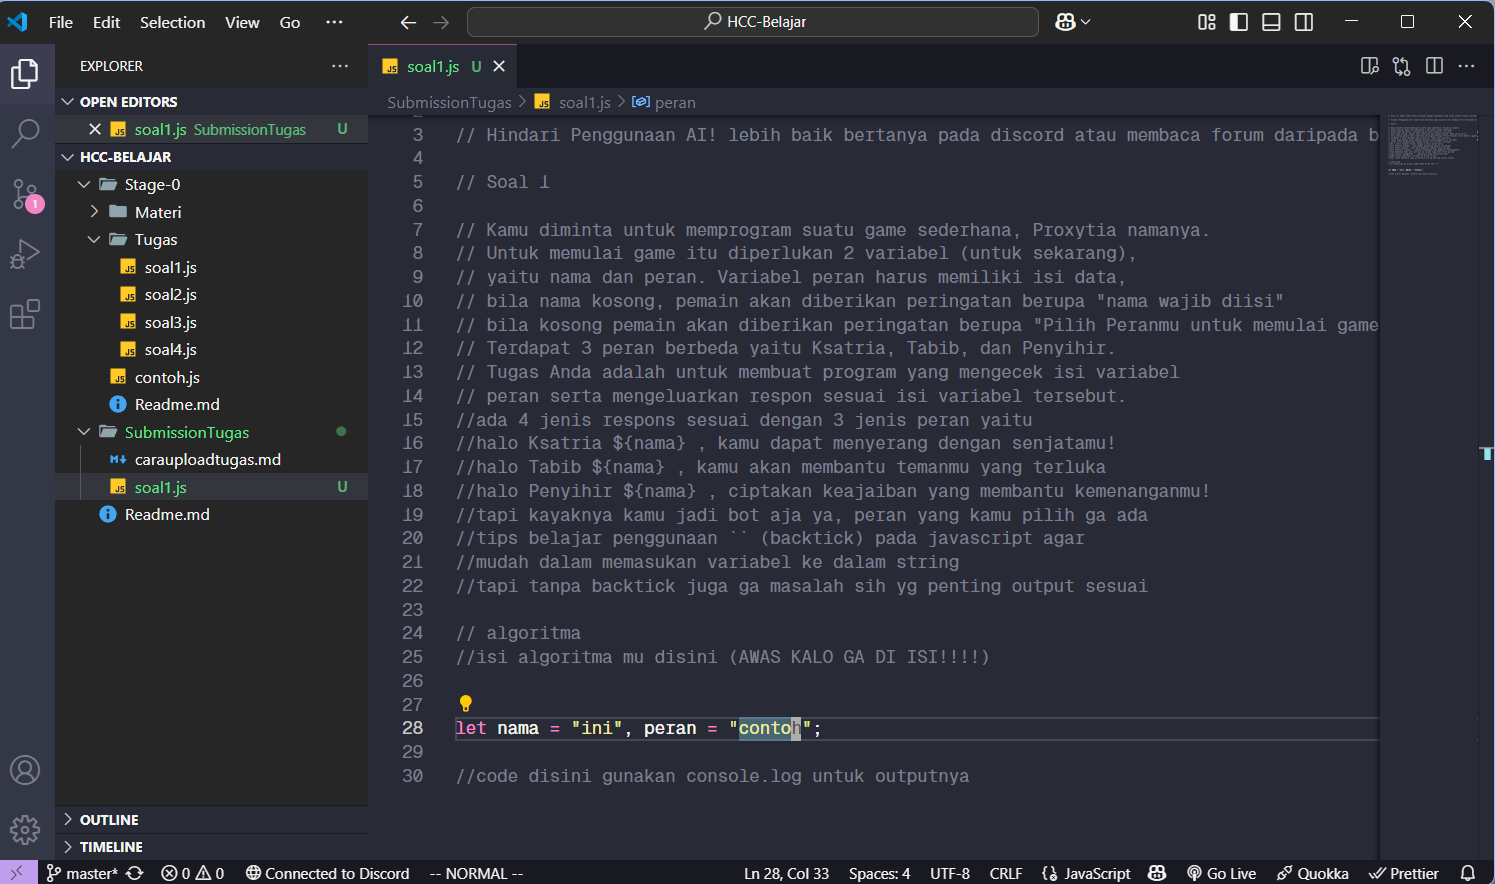 File Edit Selection View Go ··· HCC-Belajar
EXPLORER ···
OPEN EDITORS
JS soal1.js SubmissionTugas U
HCC-BELAJAR
Stage-0
Materi
Tugas
JS soal1.js
JS soal2.js
JS soal3.js
JS soal4.js
JS contoh.js
Readme.md
SubmissionTugas
M↓ carauploadtugas.md
JS soal1.js U
Readme.md
OUTLINE
TIMELINE
1
JS soal1.js U
SubmissionTugas > JS soal1.js > peran
3 // Hindari Penggunaan AI! lebih baik bertanya pada discord atau membaca forum daripada b
4
5 // Soal 1
6
7 // Kamu diminta untuk memprogram suatu game sederhana, Proxytia namanya.
8 // Untuk memulai game itu diperlukan 2 variabel (untuk sekarang),
9 // yaitu nama dan peran. Variabel peran harus memiliki isi data,
10 // bila nama kosong, pemain akan diberikan peringatan berupa "nama wajib diisi"
11 // bila kosong pemain akan diberikan peringatan berupa "Pilih Peranmu untuk memulai game
12 // Terdapat 3 peran berbeda yaitu Ksatria, Tabib, dan Penyihir.
13 // Tugas Anda adalah untuk membuat program yang mengecek isi variabel
14 // peran serta mengeluarkan respon sesuai isi variabel tersebut.
15 //ada 4 jenis respons sesuai dengan 3 jenis peran yaitu
16 //halo Ksatria ${nama} , kamu dapat menyerang dengan senjatamu!
17 //halo Tabib ${nama} , kamu akan membantu temanmu yang terluka
18 //halo Penyihir ${nama} , ciptakan keajaiban yang membantu kemenanganmu!
19 //tapi kayaknya kamu jadi bot aja ya, peran yang kamu pilih ga ada
20 //tips belajar penggunaan `` (backtick) pada javascript agar
21 //mudah dalam memasukan variabel ke dalam string
22 //tapi tanpa backtick juga ga masalah sih yg penting output sesuai
23
24 // algoritma
25 //isi algoritma mu disini (AWAS KALO GA DI ISI!!!!)
26
27
28 let nama = "ini", peran = "contoh";
29
30 //code disini gunakan console.log untuk outputnya
master* 0 0 Connected to Discord -- NORMAL -- Ln 28, Col 33 Spaces: 4 UTF-8 CRLF {} JavaScript Go Live Quokka Prettier